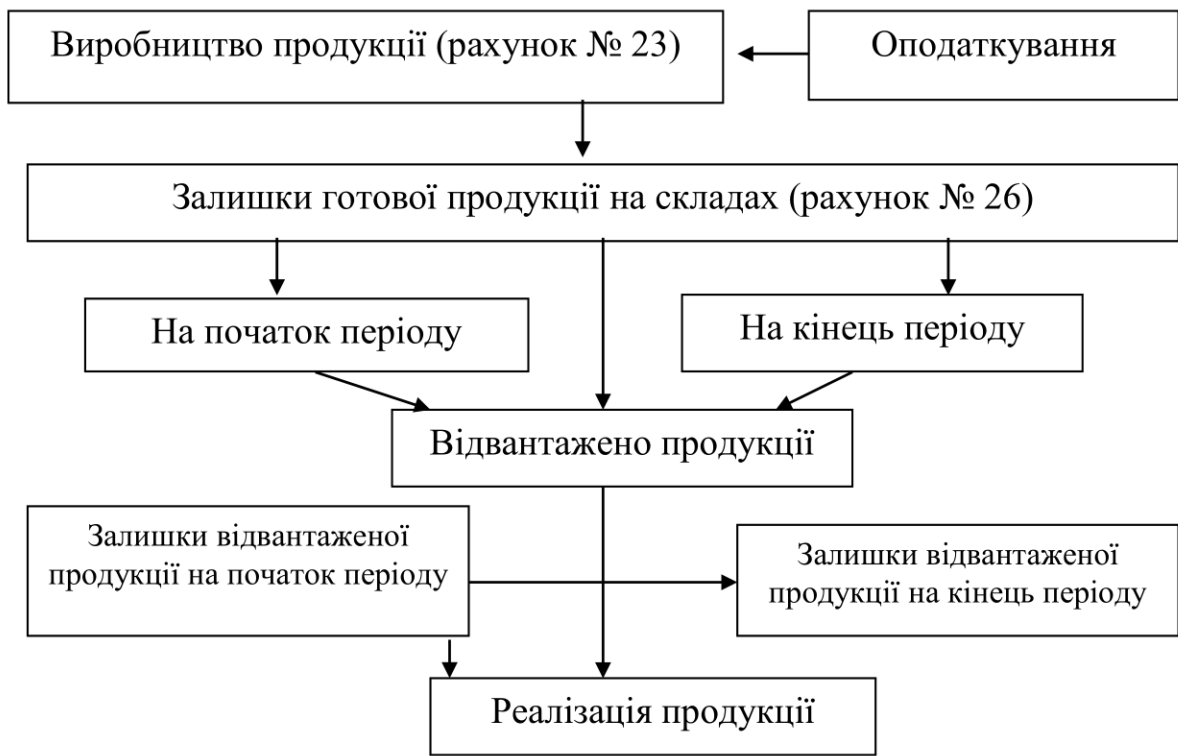 Виробництво продукції (рахунок № 23)
Оподаткування
Залишки готової продукції на складах (рахунок № 26)
На початок періоду
На кінець періоду
Відвантажено продукції
Залишки відвантаженої
продукції на початок періоду
Залишки відвантаженої
продукції на кінець періоду
Реалізація продукції